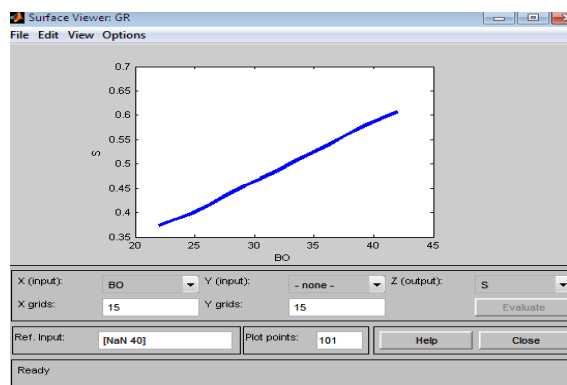 Surface Viewer: GR
File Edit View Options
0.7
0.65
0.6
0.55
0.5
0.45
0.4
0.35
S
20 25 30 35 40 45
BO
X (input): BO Y (input): - none - Z (output): S
X grids: 15 Y grids: 15 Evaluate
Ref. Input: [NaN 40] Plot points: 101 Help Close
Ready